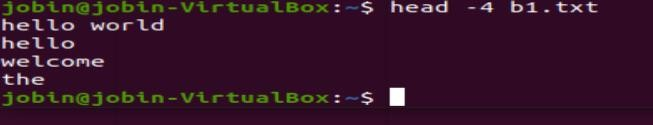 jobin@jobin-VirtualBox:~$ head -4 b1.txt
hello world
hello
welcome
the
jobin@jobin-VirtualBox:~$